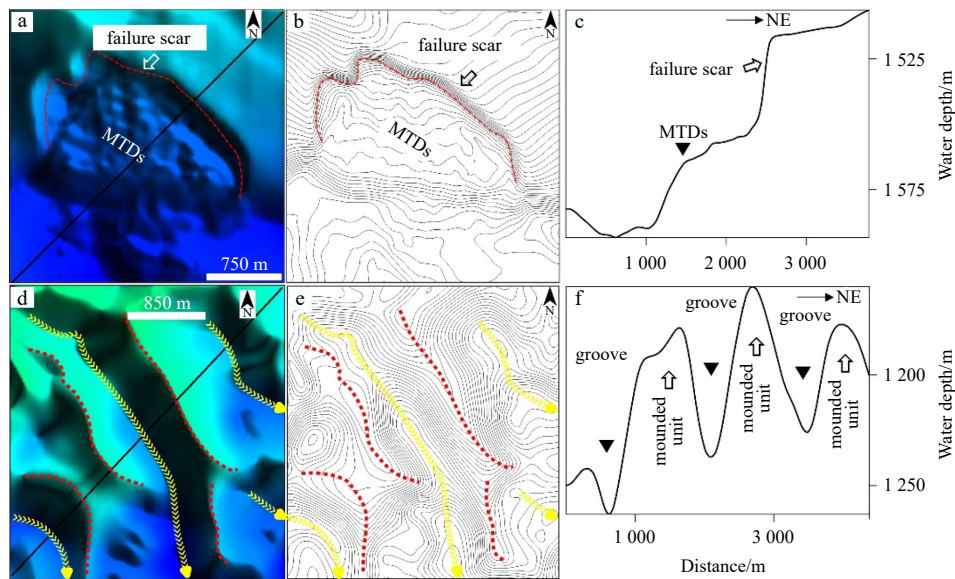 a
N
failure scar
MTDs
750 m
b
N
failure scar
MTDs
c
NE
failure scar
MTDs
1 525
1 575
Water depth/m
1 000
2 000
3 000
d
850 m
N
e
N
f
NE
groove
groove
groove
mounded
unit
mounded
unit
mounded
unit
1 200
1 250
Water depth/m
1 000
3 000
Distance/m